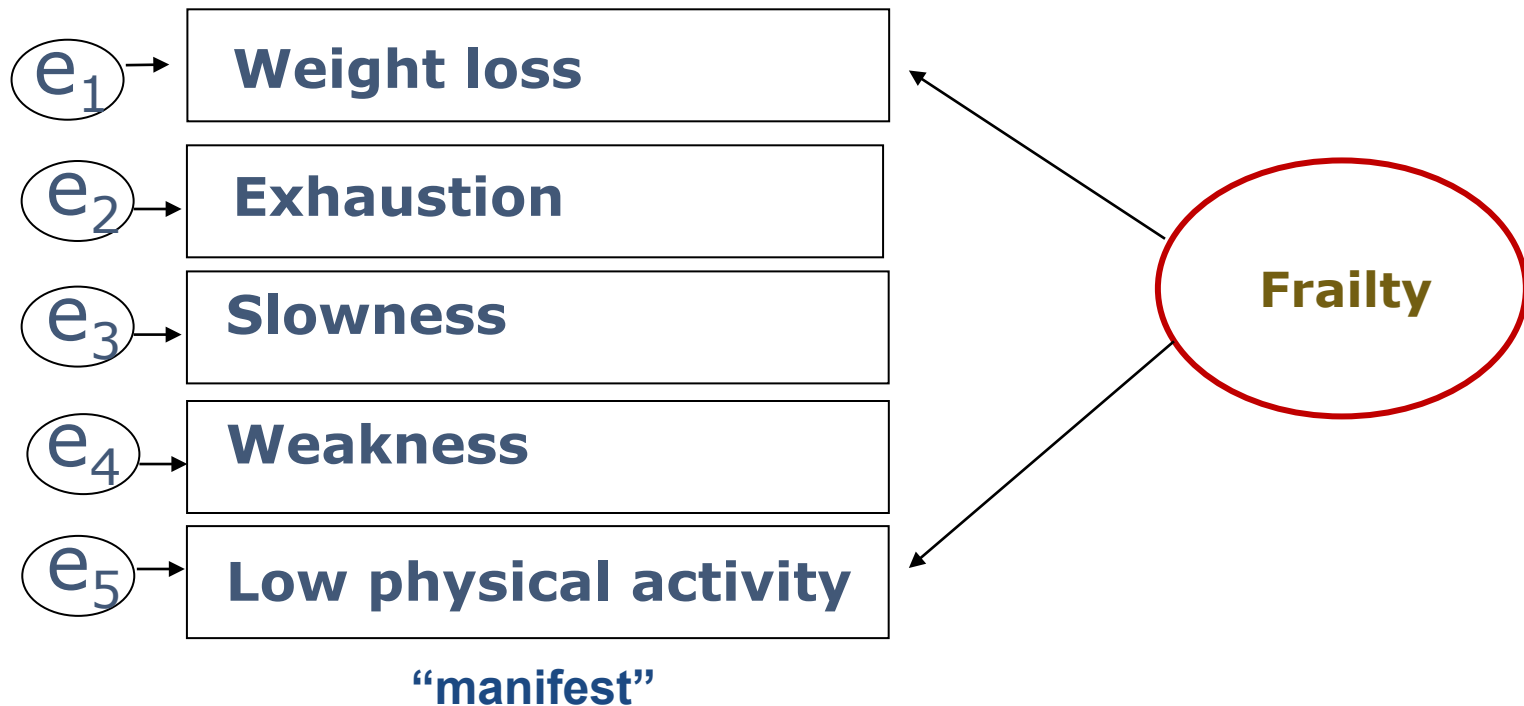 e₁ Weight loss
e₂ Exhaustion
e₃ Slowness
e₄ Weakness
e₅ Low physical activity
Frailty
“manifest”